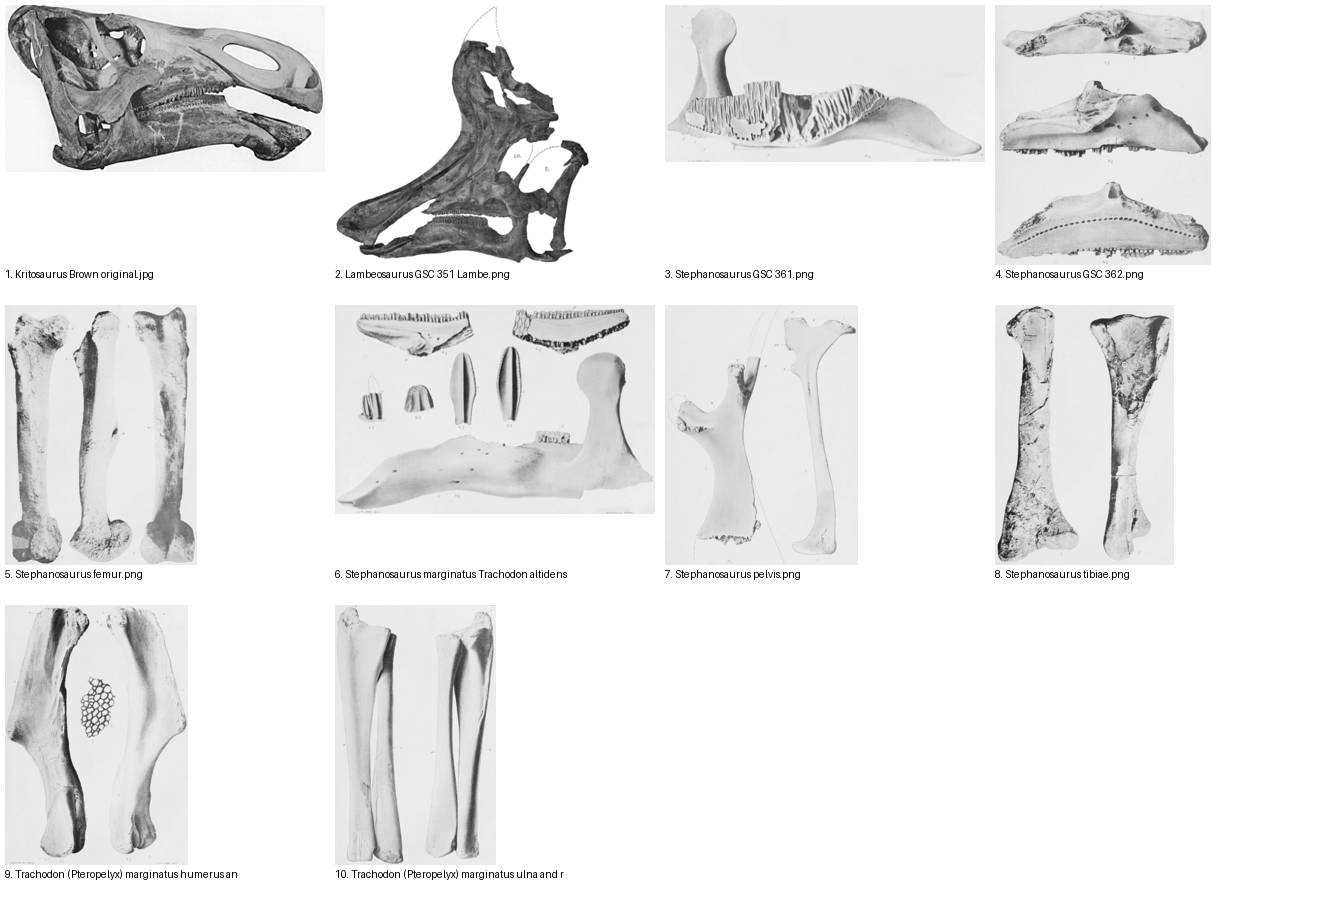 1. Kritosaurus Brown original.jpg
2. Lambeosaurus GSC 351 Lambe.png
3. Stephanosaurus GSC 361.png
4. Stephanosaurus GSC 362.png
5. Stephanosaurus femur.png
6. Stephanosaurus marginatus Trachodon altidens
7. Stephanosaurus pelvis.png
8. Stephanosaurus tibiae.png
9. Trachodon (Pteropelyx) marginatus humerus an
10. Trachodon (Pteropelyx) marginatus ulna and r